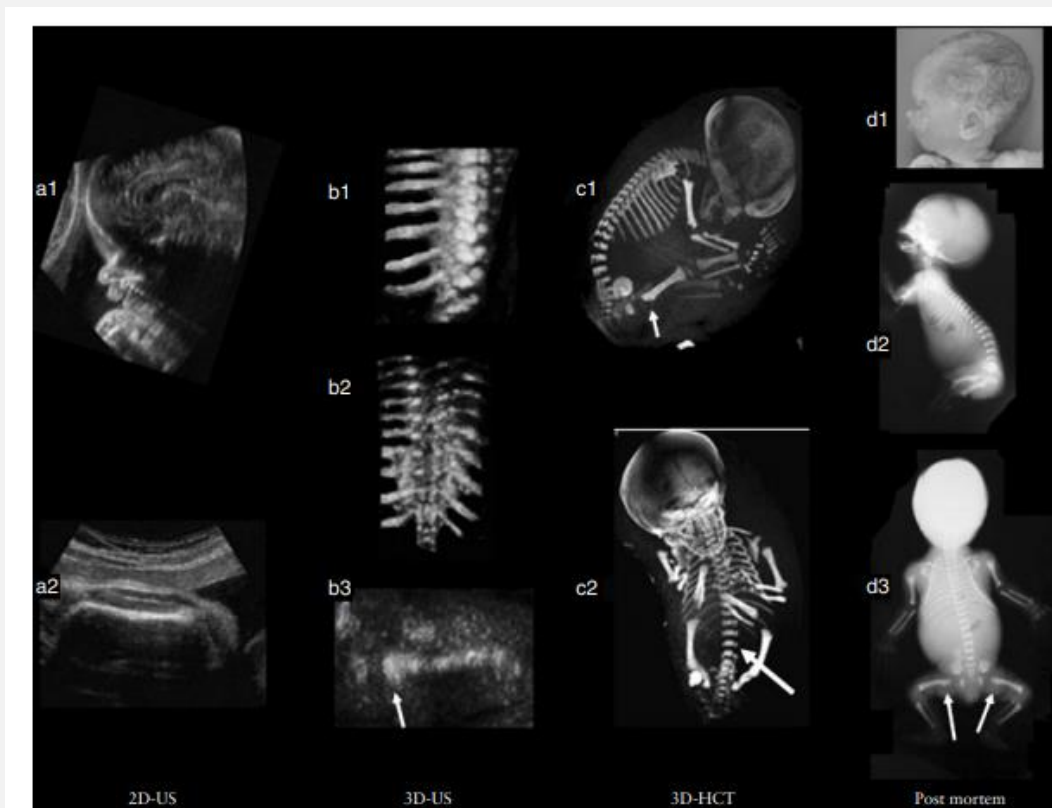 d1
a1
b1
c1
d2
b2
a2
b3
c2
d3
2D-US
3D-US
3D-HCT
Post mortem